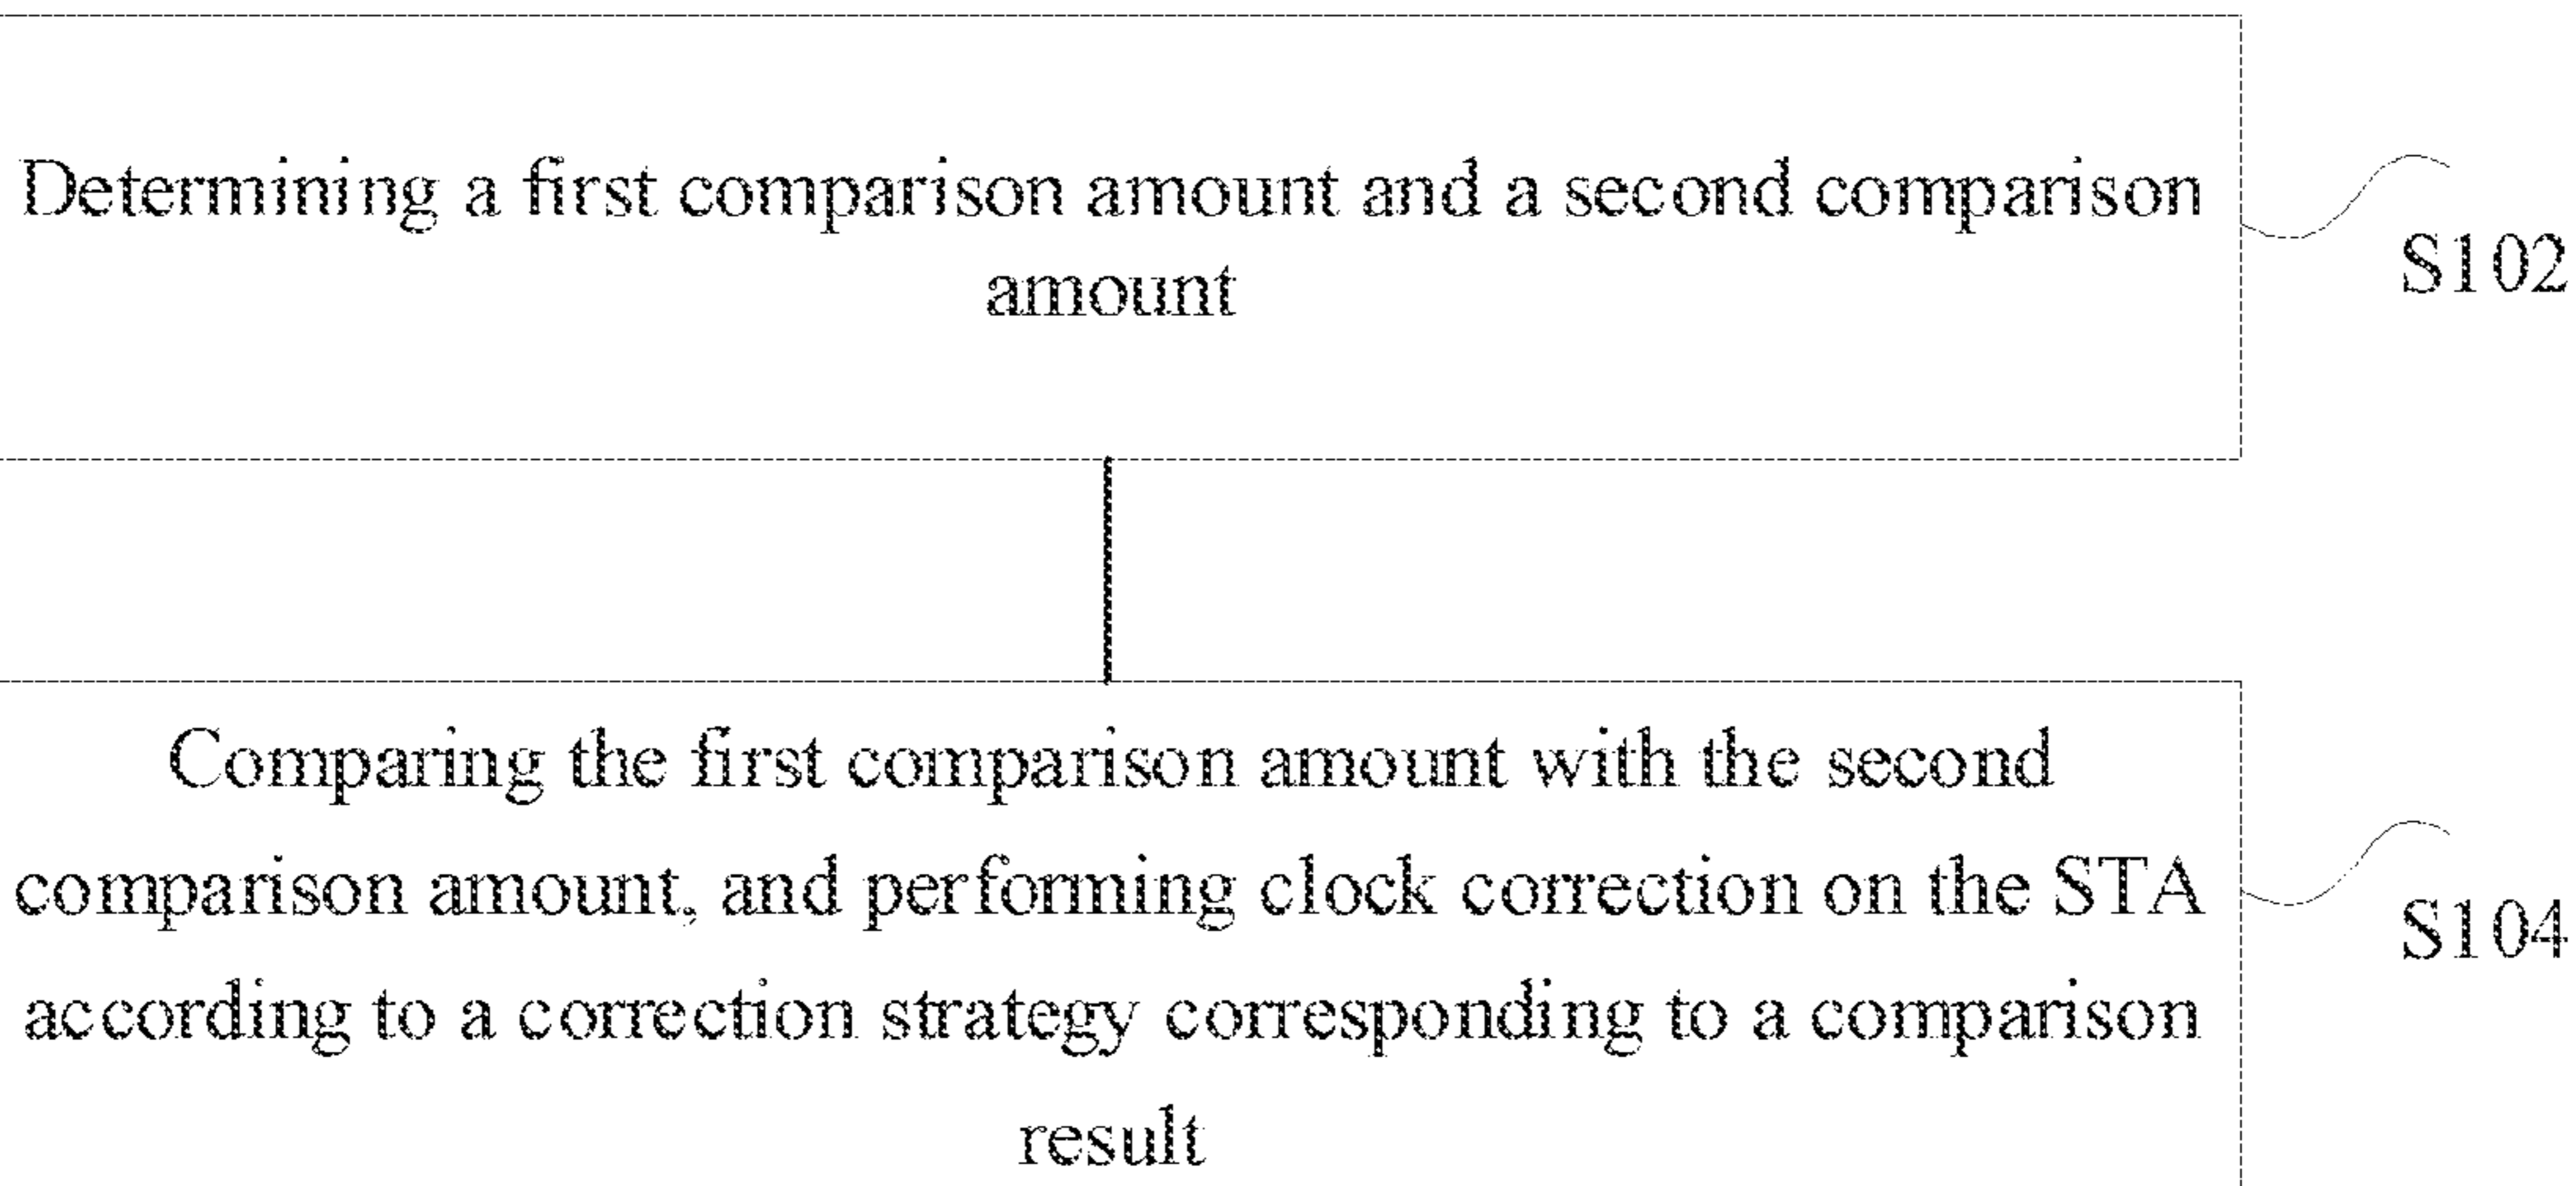 Determining a first comparison amount and a second comparison
amount
S102
Comparing the first comparison amount with the second
comparison amount, and performing clock correction on the STA
according to a correction strategy corresponding to a comparison
result
S104